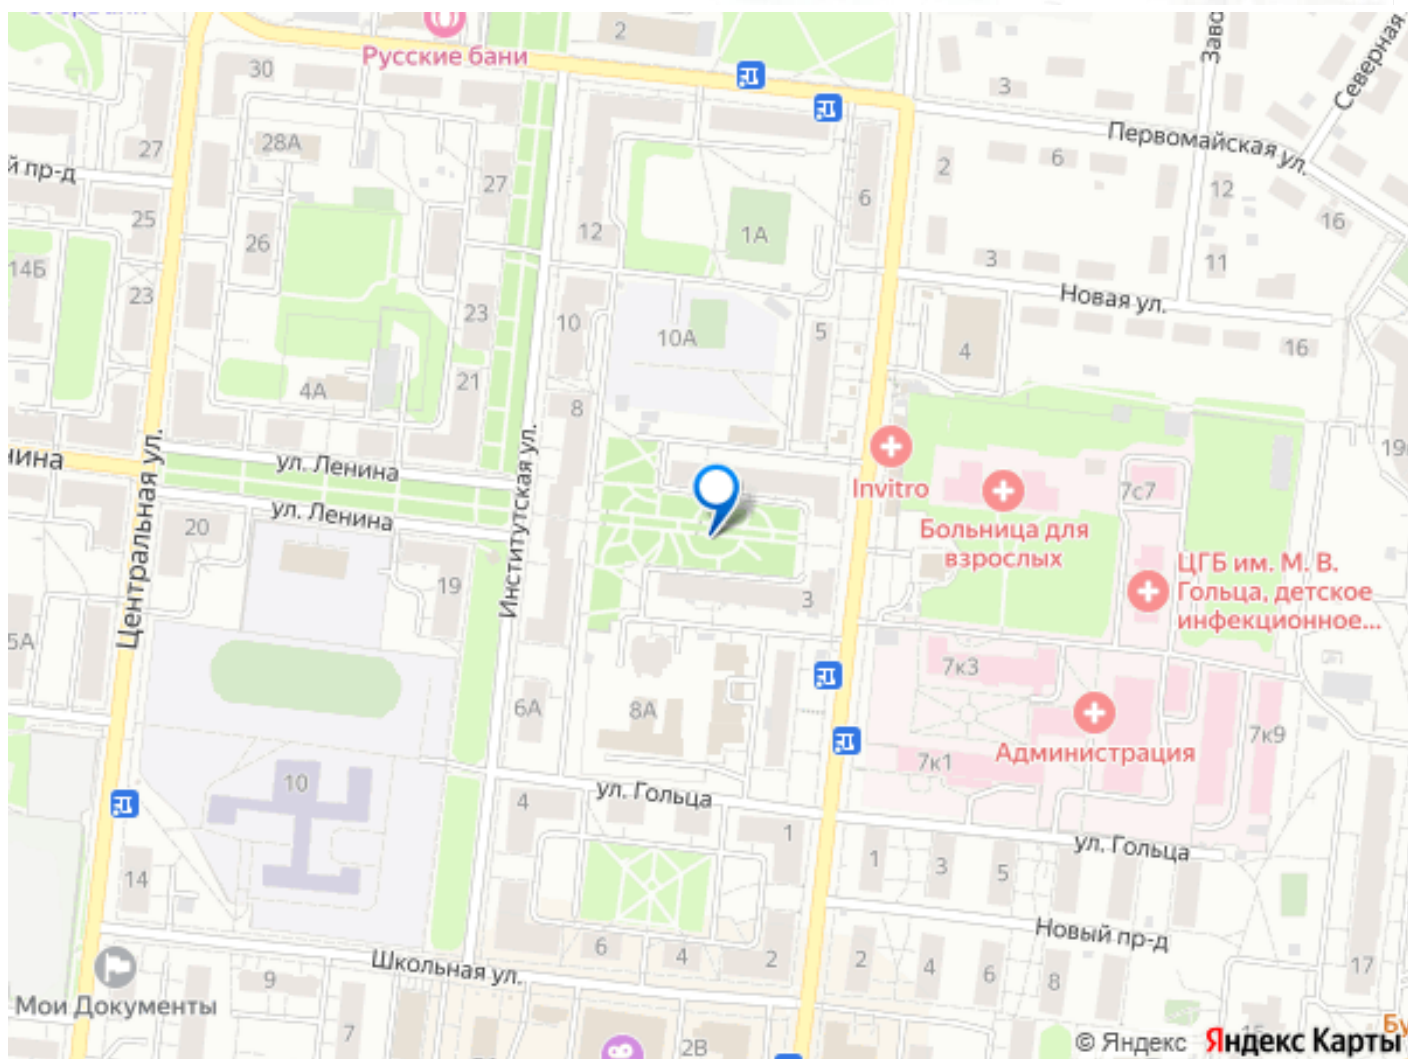 Русские бани
2
30
3
Заво
Северная
27
28А
Первомайская ул.
й пр-д
27
2
6
25
12
6
12
16
26
1А
14Б
3
11
23
Новая ул.
23
10
10А
5
4
16
21
4А
8
19
Центральная ул.
Институтская ул.
нина
ул. Ленина
Invitro
7с7
ул. Ленина
20
Больница для
взрослых
ЦГБ им. М. В.
Гольца, детское
инфекционное...
19
3
5А
7к3
6А
8А
7к9
Администрация
7к1
10
ул. Гольца
4
1
ул. Гольца
1
3
5
14
Новый пр-д
6
4
2
2
4
6
8
17
Школьная ул.
9
Мои Документы
7
2В
© Яндекс
Яндекс Карты